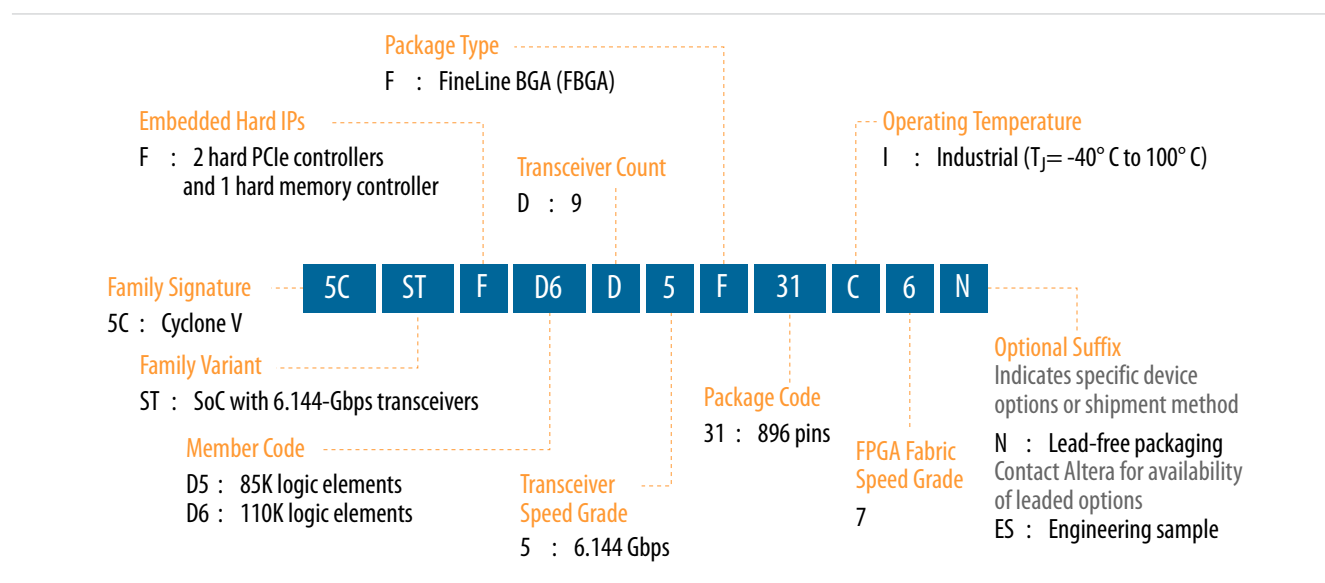 Package Type
F : FineLine BGA (FBGA)
Embedded Hard IPs
F : 2 hard PCIe controllers
and 1 hard memory controller
Transceiver Count
D : 9
Operating Temperature
I : Industrial (TJ= -40° C to 100° C)
5C ST F D6 D 5 F 31 C 6 N
Family Signature
5C : Cyclone V
Family Variant
ST : SoC with 6.144-Gbps transceivers
Member Code
D5 : 85K logic elements
D6 : 110K logic elements
Transceiver
Speed Grade
5 : 6.144 Gbps
Package Code
31 : 896 pins
FPGA Fabric
Speed Grade
7
Optional Suffix
Indicates specific device
options or shipment method
N : Lead-free packaging
Contact Altera for availability
of leaded options
ES : Engineering sample